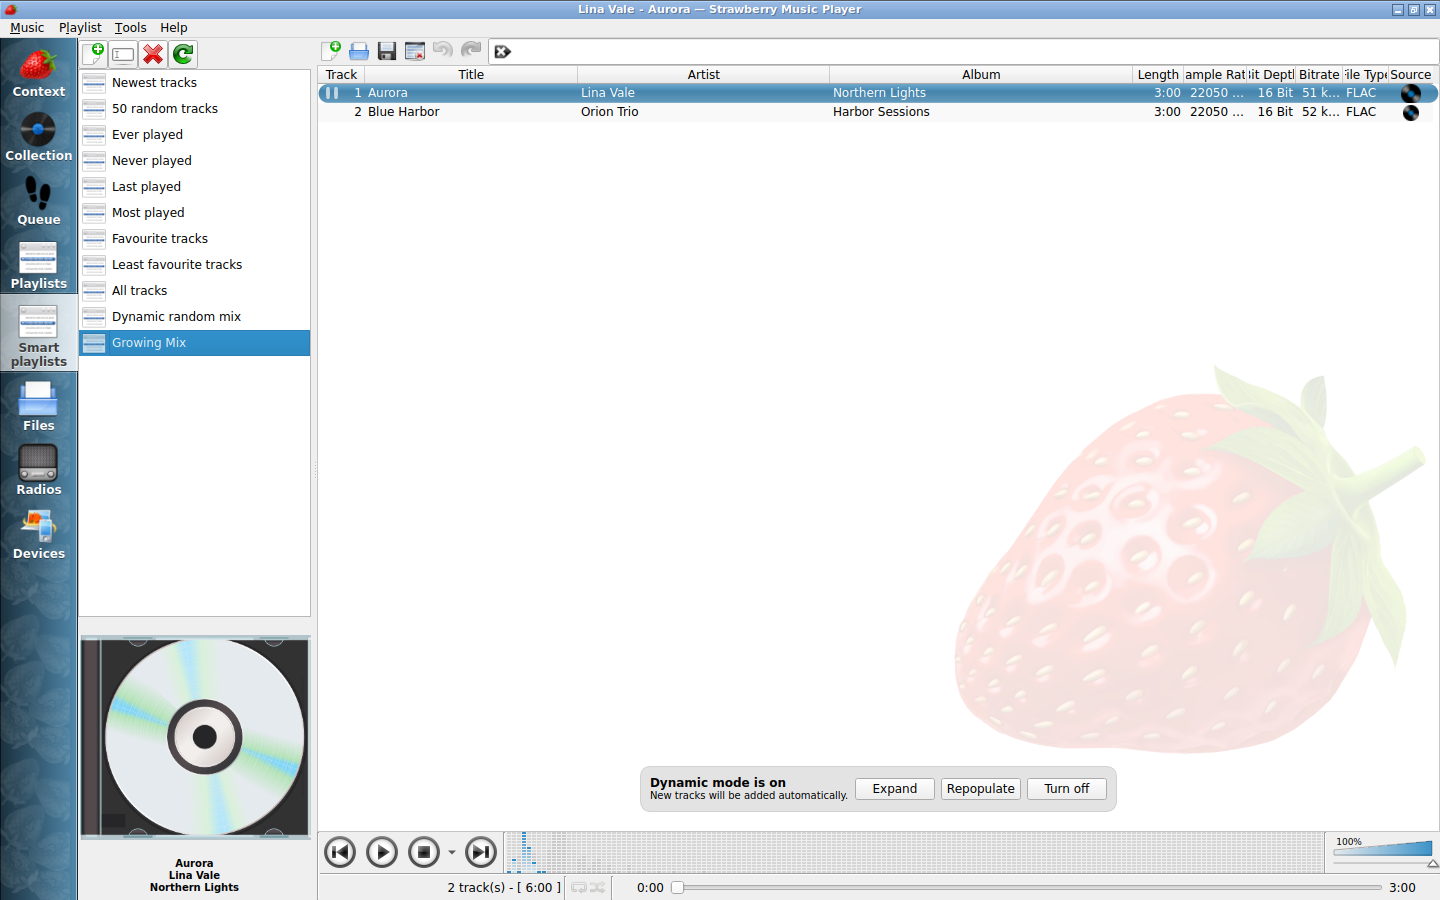 Lina Vale - Aurora — Strawberry Music Player
Music Playlist Tools Help
Context
Collection
Queue
Playlists
Smart playlists
Files
Radios
Devices
Newest tracks
50 random tracks
Ever played
Never played
Last played
Most played
Favourite tracks
Least favourite tracks
All tracks
Dynamic random mix
Growing Mix
Track Title Artist Album Length ample Rat it Dept Bitrate ile Type Source
1 Aurora Lina Vale Northern Lights 3:00 22050 ... 16 Bit 51 k... FLAC
2 Blue Harbor Orion Trio Harbor Sessions 3:00 22050 ... 16 Bit 52 k... FLAC
Dynamic mode is on
New tracks will be added automatically.
Expand Repopulate Turn off
Aurora
Lina Vale
Northern Lights
100%
2 track(s) - [ 6:00 ]
0:00 3:00